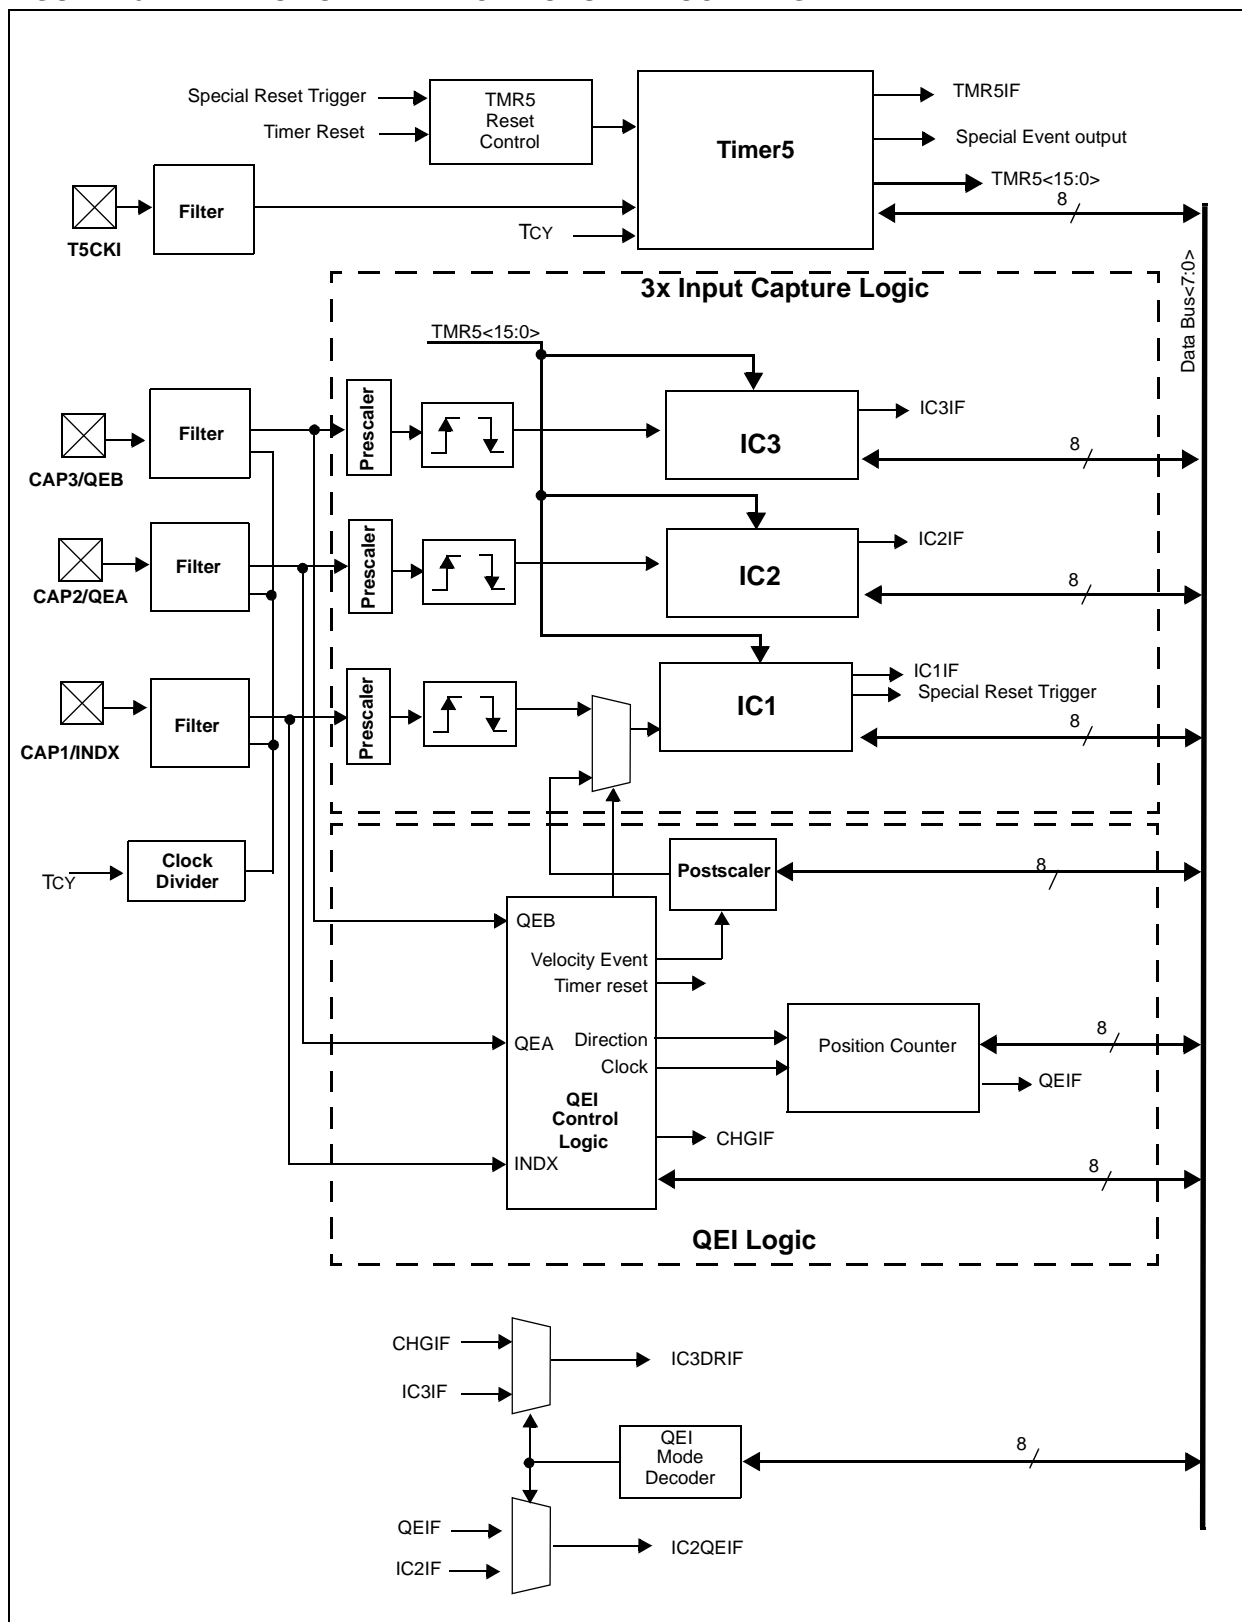 Special Reset Trigger
Timer Reset
TMR5
Reset
Control
Timer5
TMR5IF
Special Event output
TMR5<15:0>
8
Filter
T5CKI
TCY
Data Bus<7:0>
3x Input Capture Logic
TMR5<15:0>
CAP3/QEB
Filter
Prescaler
IC3
IC3IF
8
CAP2/QEA
Filter
Prescaler
IC2
IC2IF
8
CAP1/INDX
Filter
Prescaler
IC1
IC1IF
Special Reset Trigger
8
TCY
Clock
Divider
Postscaler
8
QEB
Velocity Event
Timer reset
QEA
Direction
Clock
QEI
Control
Logic
INDX
Position Counter
8
QEIF
CHGIF
8
QEI Logic
CHGIF
IC3IF
IC3DRIF
QEI
Mode
Decoder
8
QEIF
IC2IF
IC2QEIF